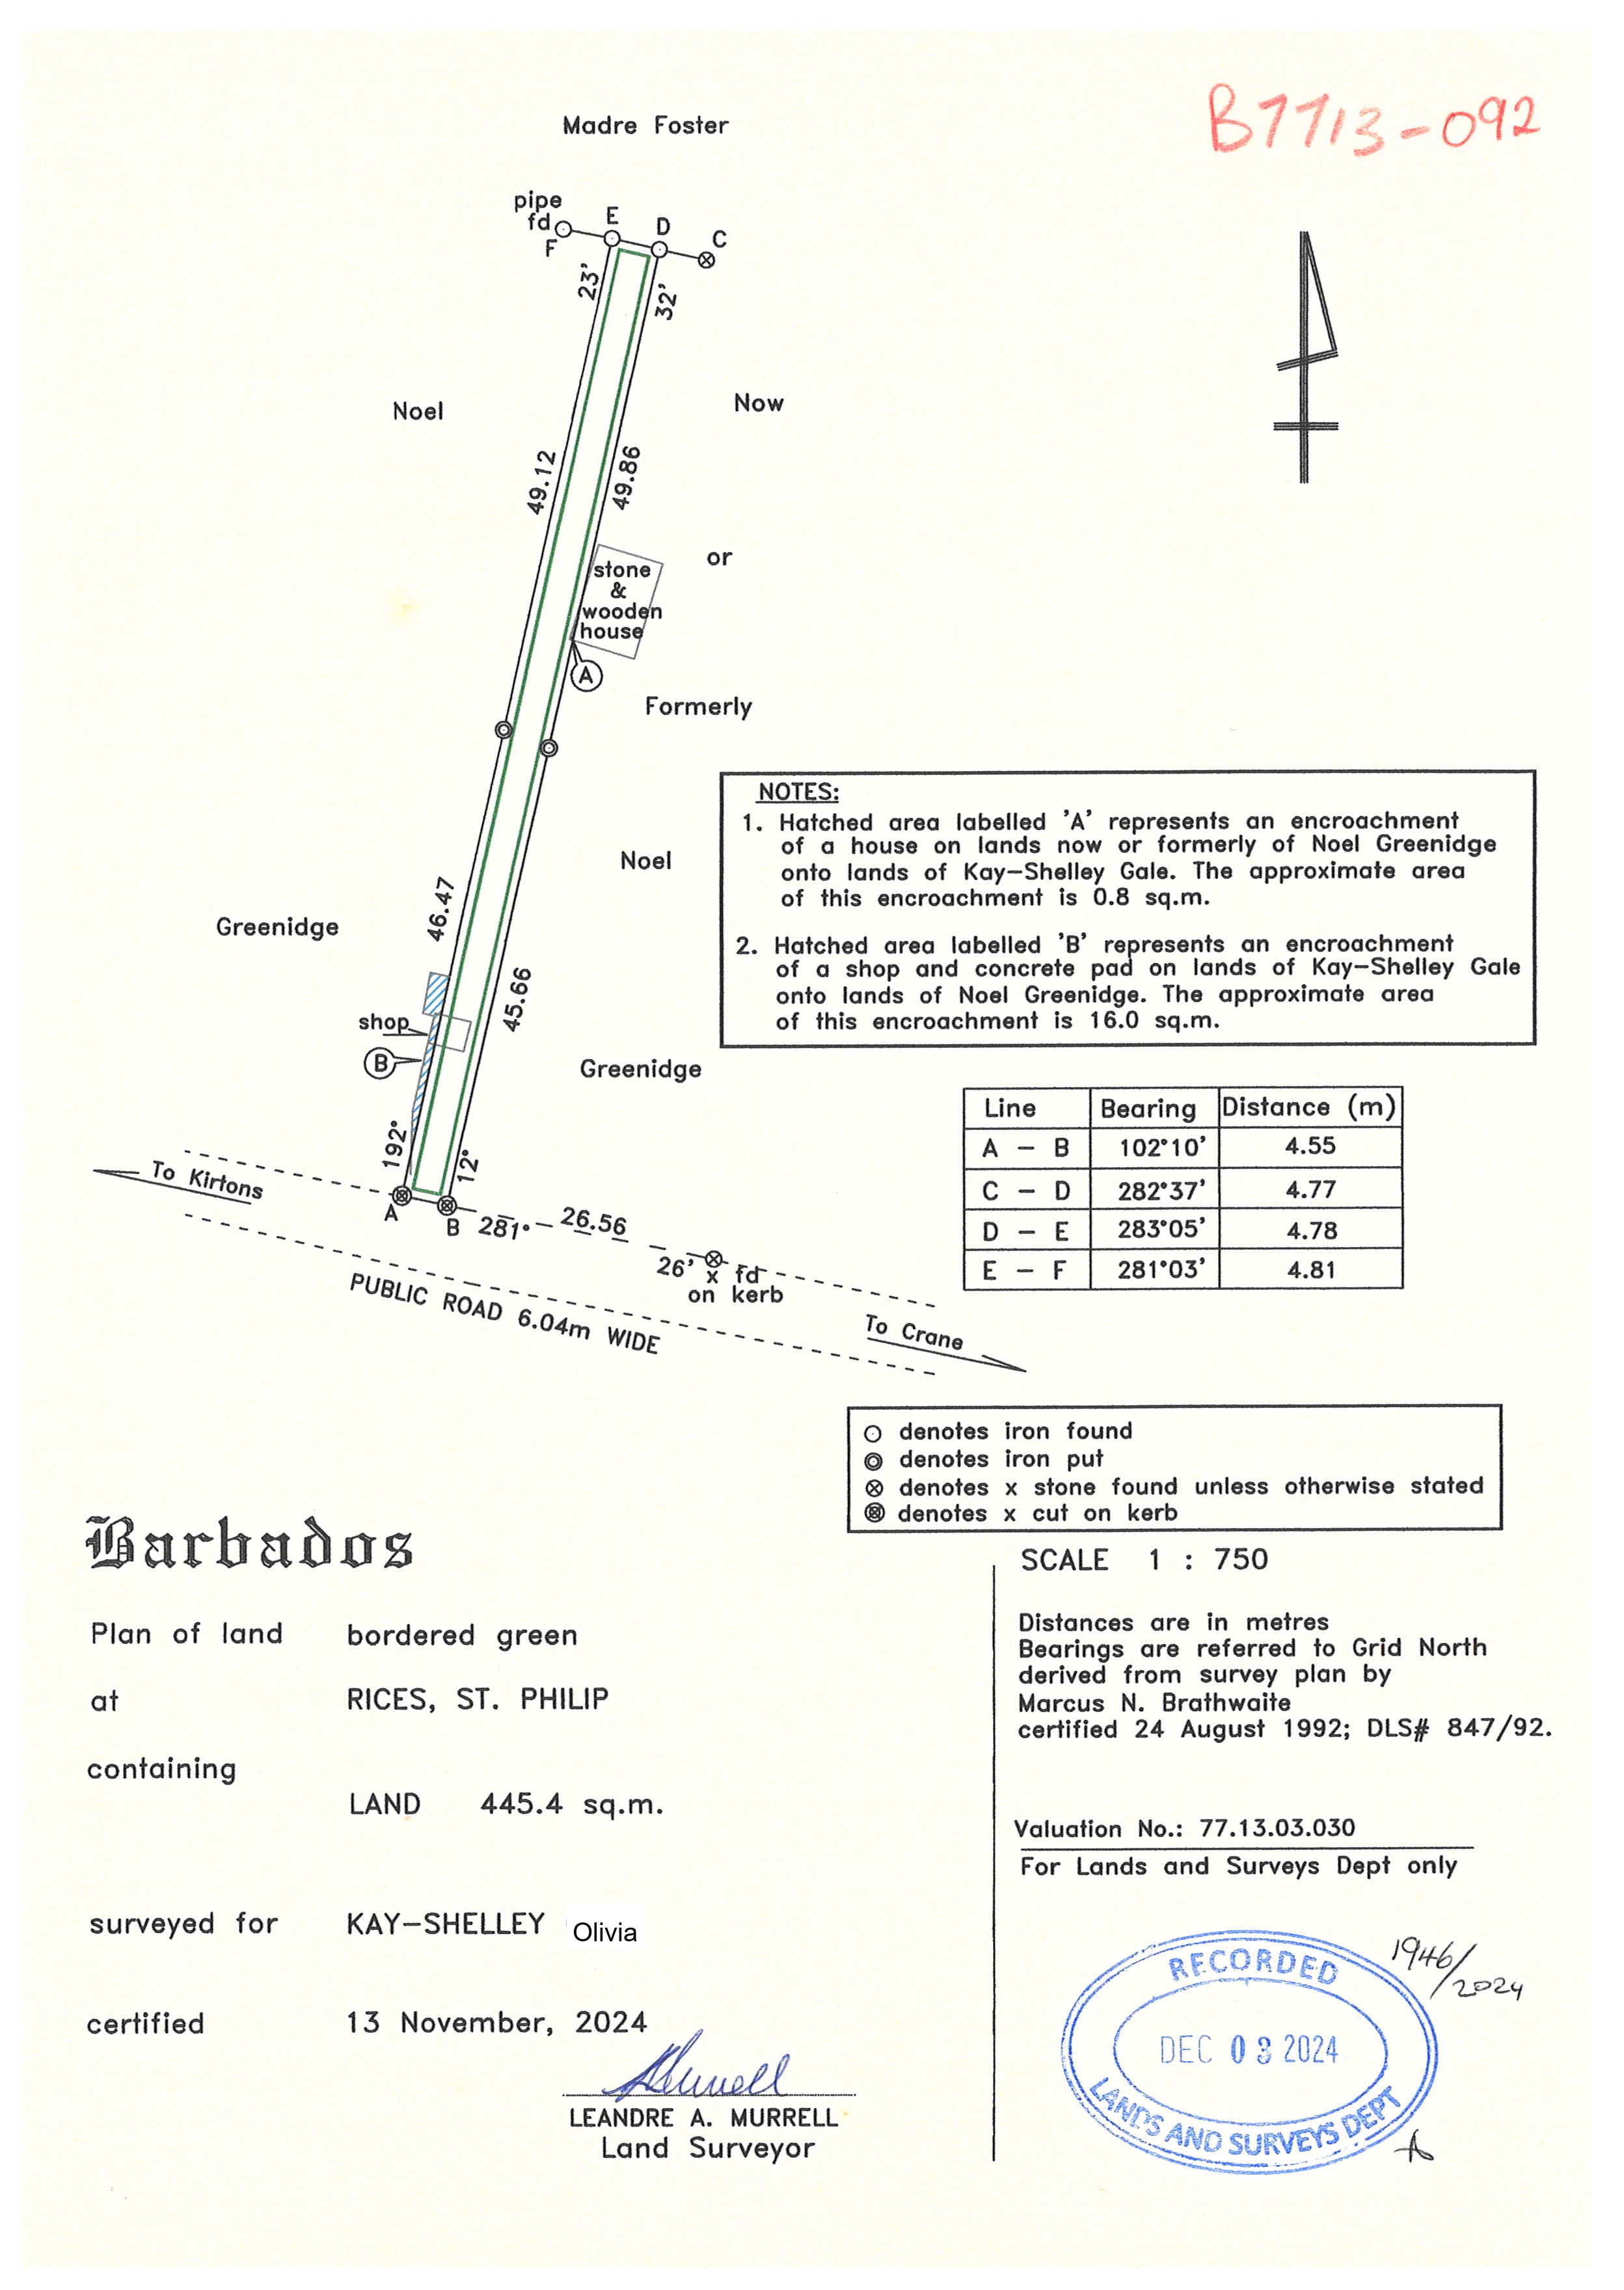 B7713-092
Madre Foster
pipe
fd
F
E
D
C
23'
32'
Noel
Now
49.12
49.86
or
stone
&
wooden
house
A
Formerly
NOTES:
1. Hatched area labelled 'A' represents an encroachment
of a house on lands now or formerly of Noel Greenidge
onto lands of Kay-Shelley Gale. The approximate area
of this encroachment is 0.8 sq.m.
2. Hatched area labelled 'B' represents an encroachment
of a shop and concrete pad on lands of Kay-Shelley Gale
onto lands of Noel Greenidge. The approximate area
of this encroachment is 16.0 sq.m.
Noel
46.47
Greenidge
45.66
shop
B
Greenidge
192°
12°
To Kirtons
A
B
281°
26.56
26'
x fd
on kerb
PUBLIC ROAD 6.04m WIDE
To Crane
Line Bearing Distance (m)
A - B 102°10' 4.55
C - D 282°37' 4.77
D - E 283°05' 4.78
E - F 281°03' 4.81
denotes iron found
denotes iron put
denotes x stone found unless otherwise stated
denotes x cut on kerb
Barbados
Plan of land bordered green
at RICES, ST. PHILIP
containing
LAND 445.4 sq.m.
surveyed for KAY-SHELLEY Olivia
certified 13 November, 2024
LEANDRE A. MURRELL
Land Surveyor
SCALE 1 : 750
Distances are in metres
Bearings are referred to Grid North
derived from survey plan by
Marcus N. Brathwaite
certified 24 August 1992; DLS# 847/92.
Valuation No.: 77.13.03.030
For Lands and Surveys Dept only
1946/2024
RECORDED
DEC 03 2024
LANDS AND SURVEYS DEPT